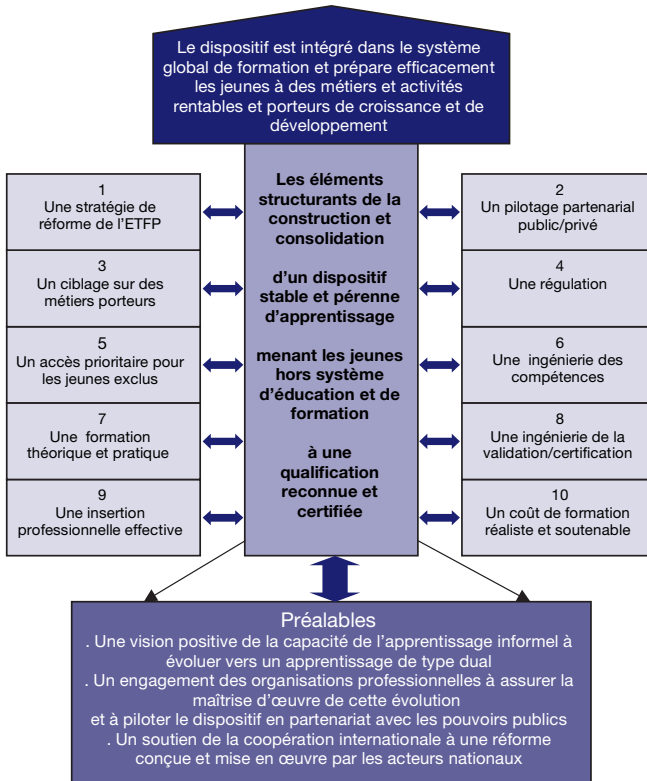 Le dispositif est intégré dans le système
global de formation et prépare efficacement
les jeunes à des métiers et activités
rentables et porteurs de croissance et de
développement
1
Une stratégie de
réforme de l'ETFP
3
Un ciblage sur des
métiers porteurs
5
Un accès prioritaire pour
les jeunes exclus
7
Une formation
théorique et pratique
9
Une insertion
professionnelle effective
Les éléments
structurants de la
construction et
consolidation
d'un dispositif
stable et pérenne
d'apprentissage
menant les jeunes
hors système
d'éducation et de
formation
à une
qualification
reconnue et
certifiée
2
Un pilotage partenarial
public/privé
4
Une régulation
6
Une ingénierie des
compétences
8
Une ingénierie de la
validation/certification
10
Un coût de formation
réaliste et soutenable
Préalables
. Une vision positive de la capacité de l'apprentissage informel à
évoluer vers un apprentissage de type dual
. Un engagement des organisations professionnelles à assurer la
maîtrise d'œuvre de cette évolution
et à piloter le dispositif en partenariat avec les pouvoirs publics
. Un soutien de la coopération internationale à une réforme
conçue et mise en œuvre par les acteurs nationaux